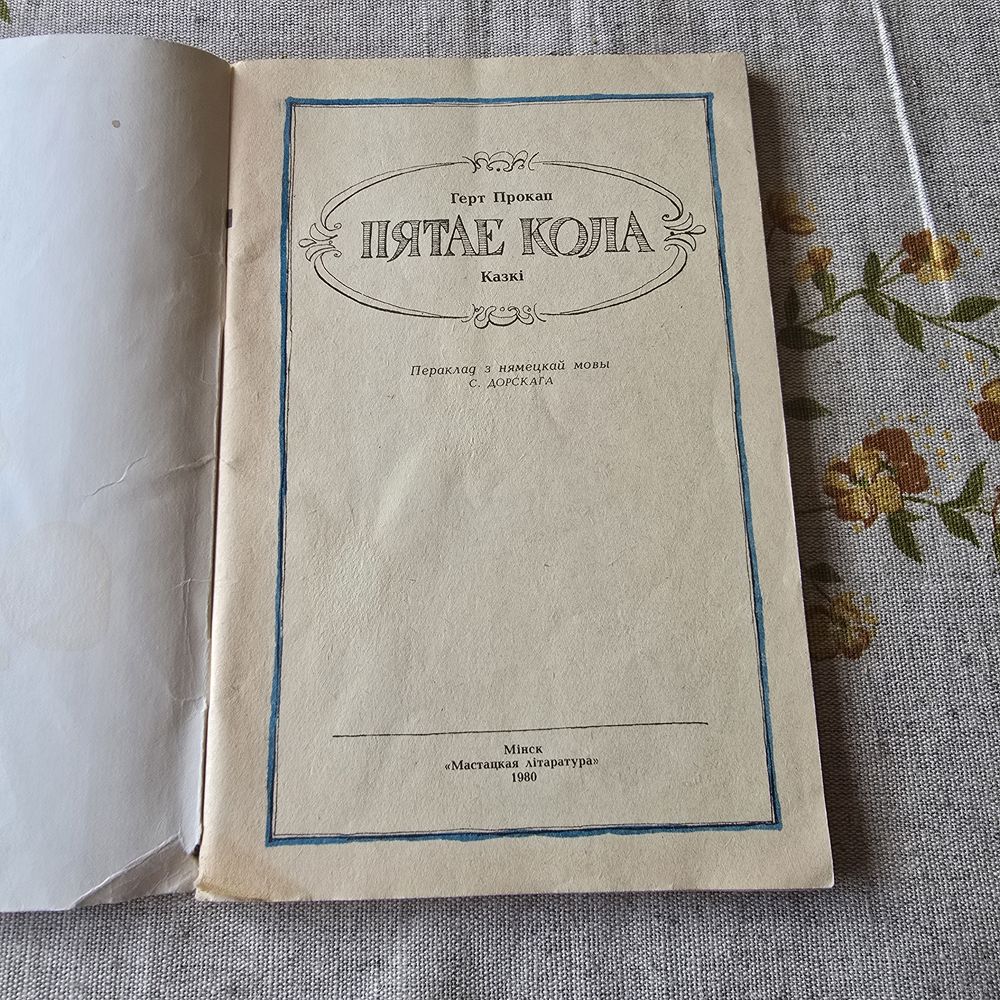 Герт Прокап
ПЯТАЕ КОЛА
Казкі
Пераклад з нямецкай мовы
С. ДОРСКАГА
Мінск
«Мастацкая літаратура»
1980